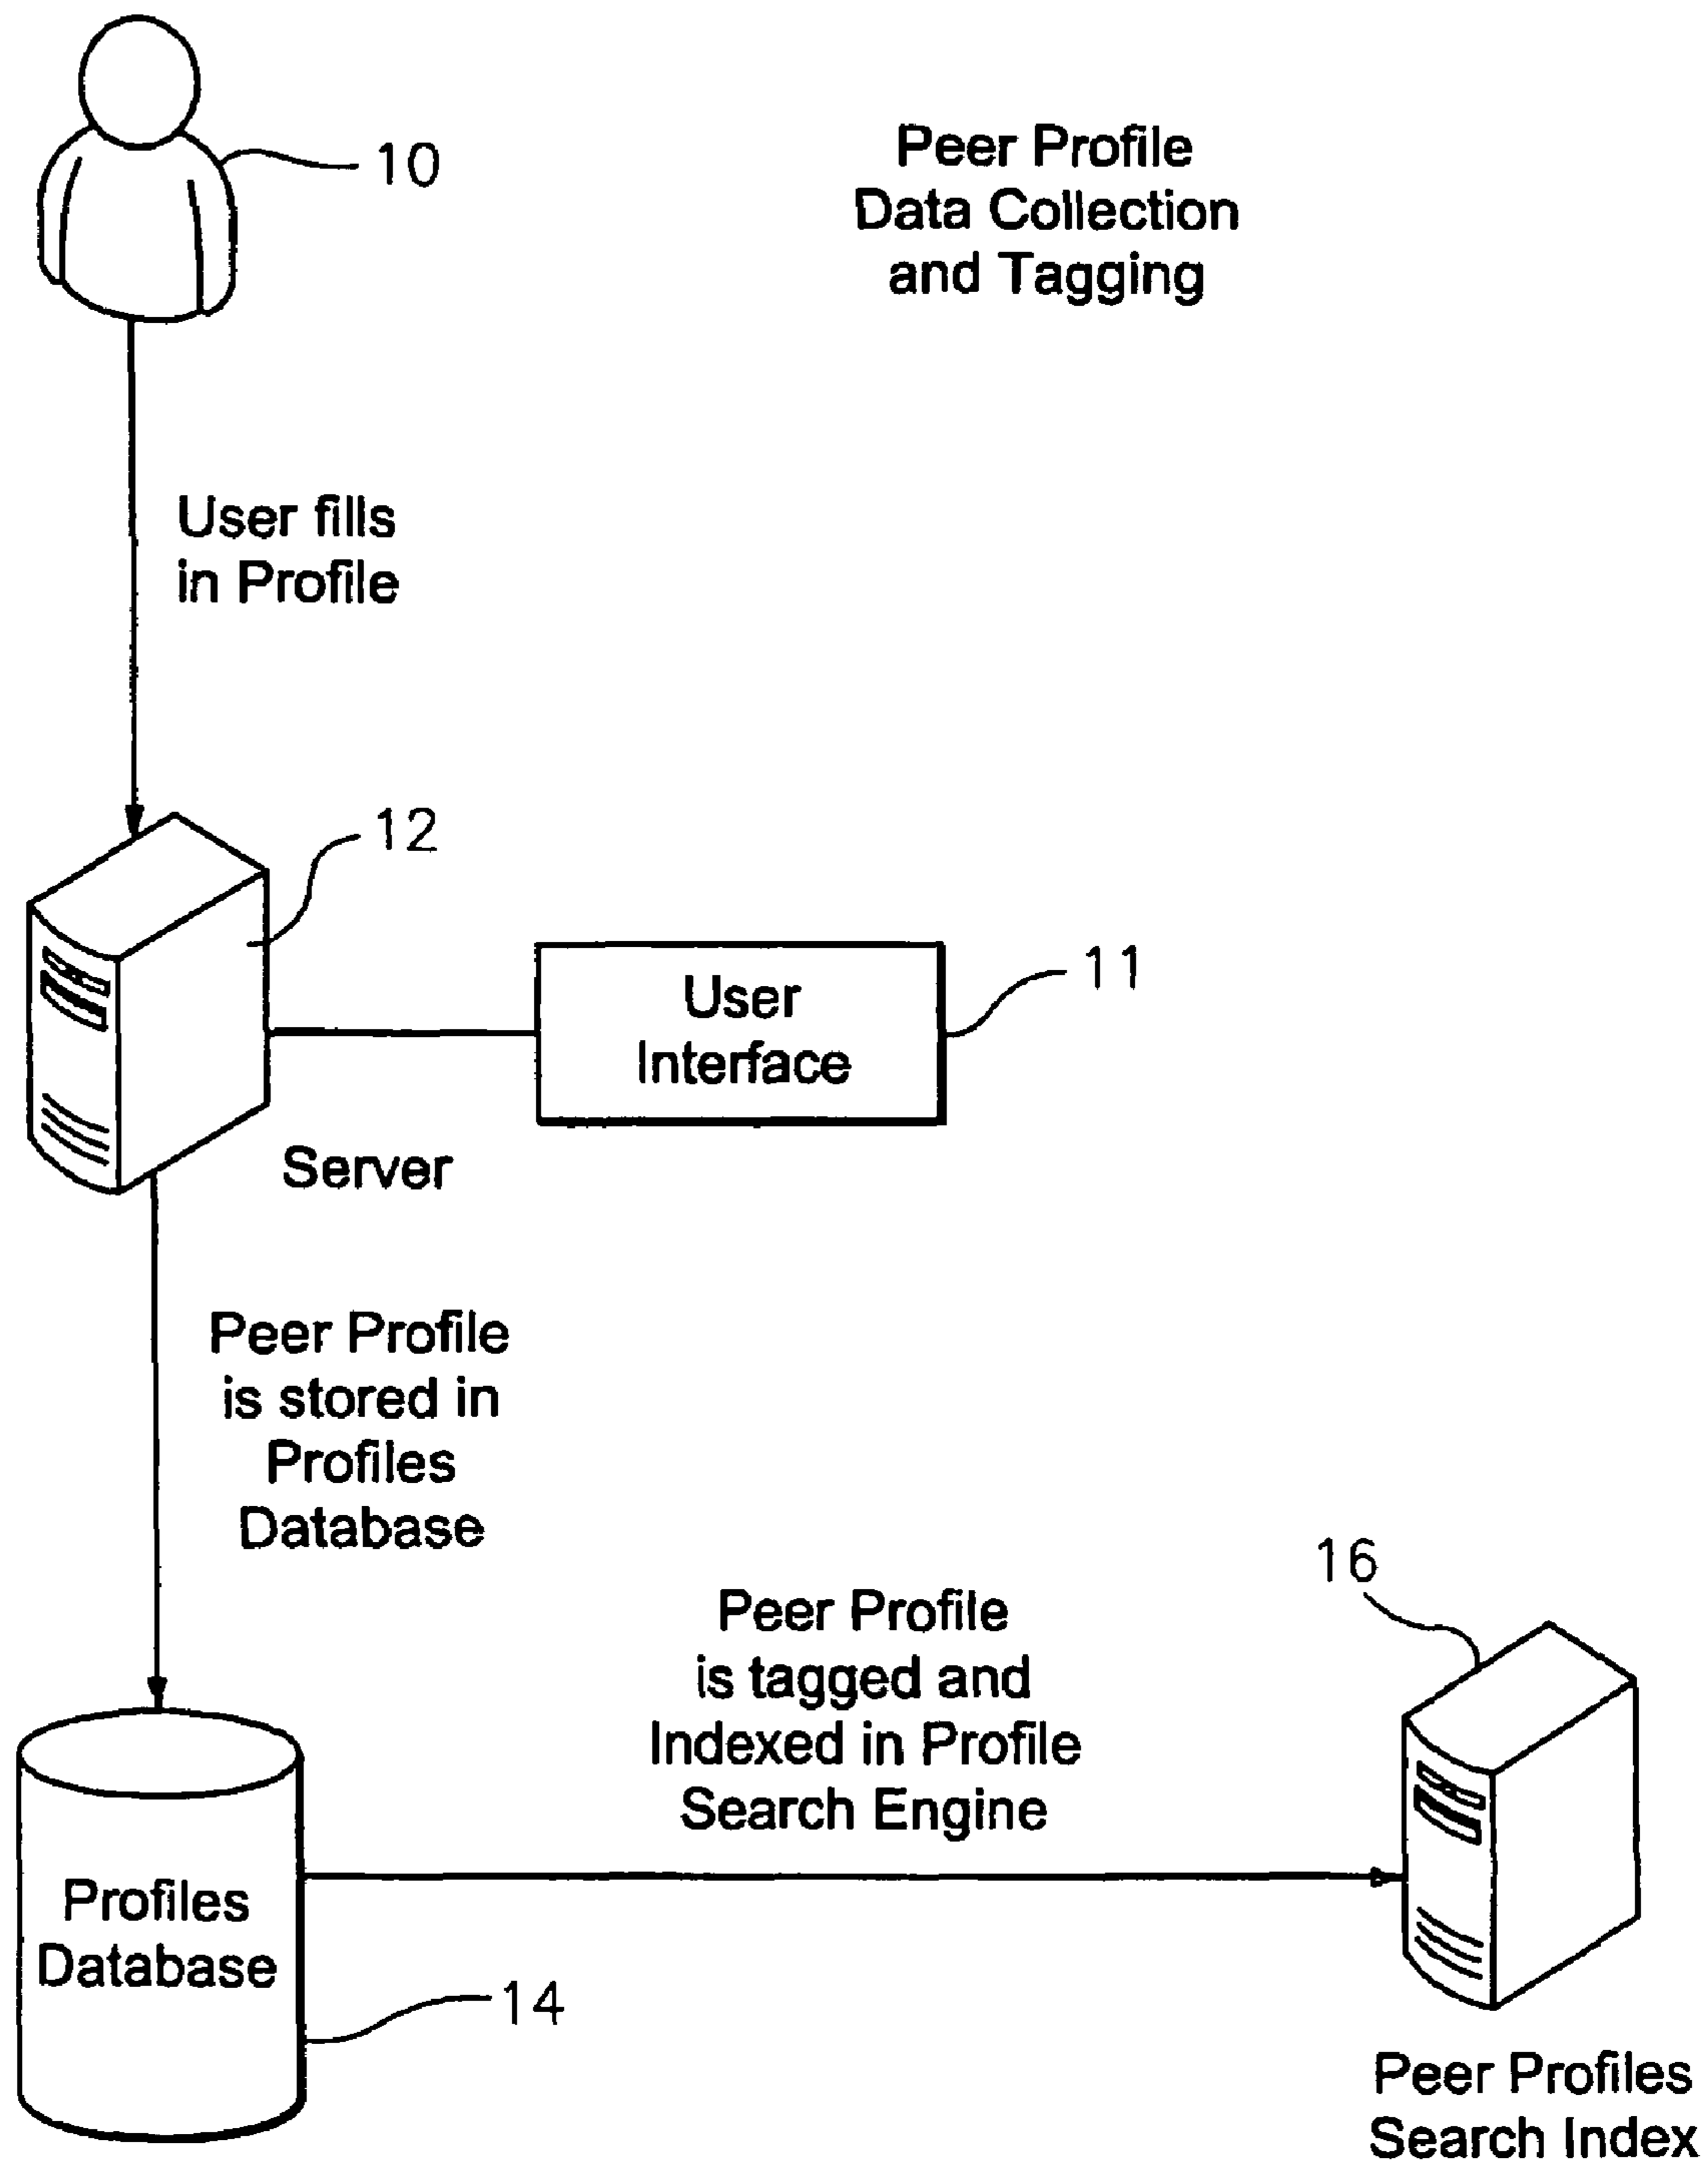 10
Peer Profile
Data Collection
and Tagging
User fills
in Profile
12
User
Interface
11
Server
Peer Profile
is stored in
Profiles
Database
Peer Profile
is tagged and
Indexed in Profile
Search Engine
16
Profiles
Database
14
Peer Profiles
Search Index